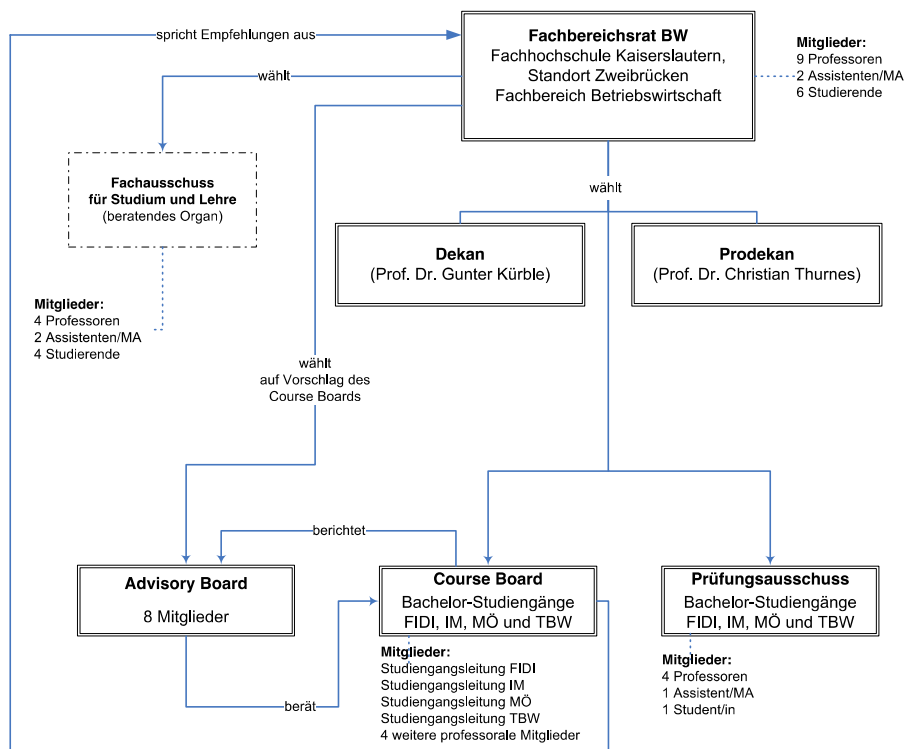 spricht Empfehlungen aus
Fachbereichsrat BW
Fachhochschule Kaiserslautern,
Standort Zweibrücken
Fachbereich Betriebswirtschaft
Mitglieder:
9 Professoren
2 Assistenten/MA
6 Studierende
wählt
Fachausschuss
für Studium und Lehre
(beratendes Organ)
Mitglieder:
4 Professoren
2 Assistenten/MA
4 Studierende
wählt
Dekan
(Prof. Dr. Gunter Kürble)
Prodekan
(Prof. Dr. Christian Thurnes)
wählt
auf Vorschlag des
Course Boards
berichtet
Advisory Board
8 Mitglieder
Course Board
Bachelor-Studiengänge
FIDI, IM, MÖ und TBW
Prüfungsausschuss
Bachelor-Studiengänge
FIDI, IM, MÖ und TBW
berät
Mitglieder:
Studiengangsleitung FIDI
Studiengangsleitung IM
Studiengangsleitung MÖ
Studiengangsleitung TBW
4 weitere professorale Mitglieder
Mitglieder:
4 Professoren
1 Assistent/MA
1 Student/in